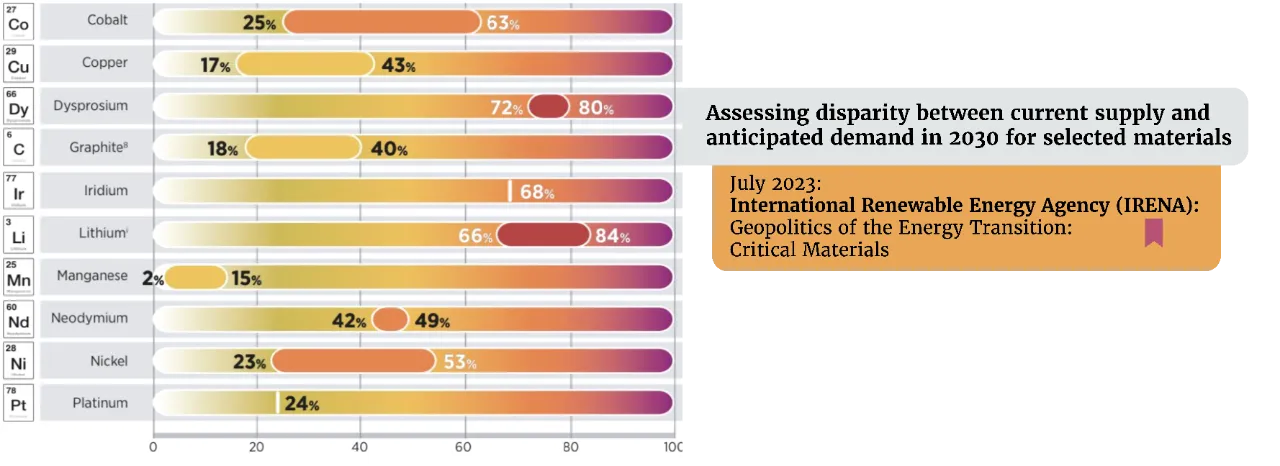 27
Co
Cobalt
25%
63%
29
Cu
Copper
17%
43%
66
Dy
Dysprosium
72%
80%
6
C
Graphite⁸
18%
40%
77
Ir
Iridium
68%
3
Li
Lithiumⁱ
66%
84%
25
Mn
Manganese
2%
15%
60
Nd
Neodymium
42%
49%
28
Ni
Nickel
23%
53%
78
Pt
Platinum
24%
0 20 40 60 80 100
Assessing disparity between current supply and
anticipated demand in 2030 for selected materials
July 2023:
International Renewable Energy Agency (IRENA):
Geopolitics of the Energy Transition:
Critical Materials